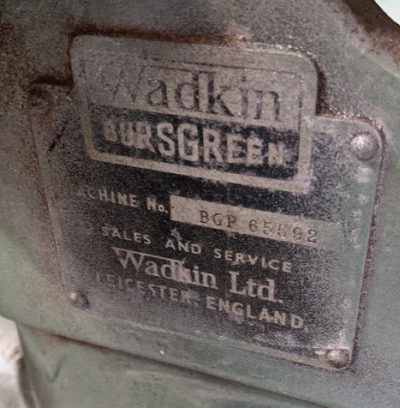 Wadkin
BURSGREEN
MACHINE No. BGP 65592
SALES AND SERVICE
Wadkin Ltd.
LEICESTER, ENGLAND.